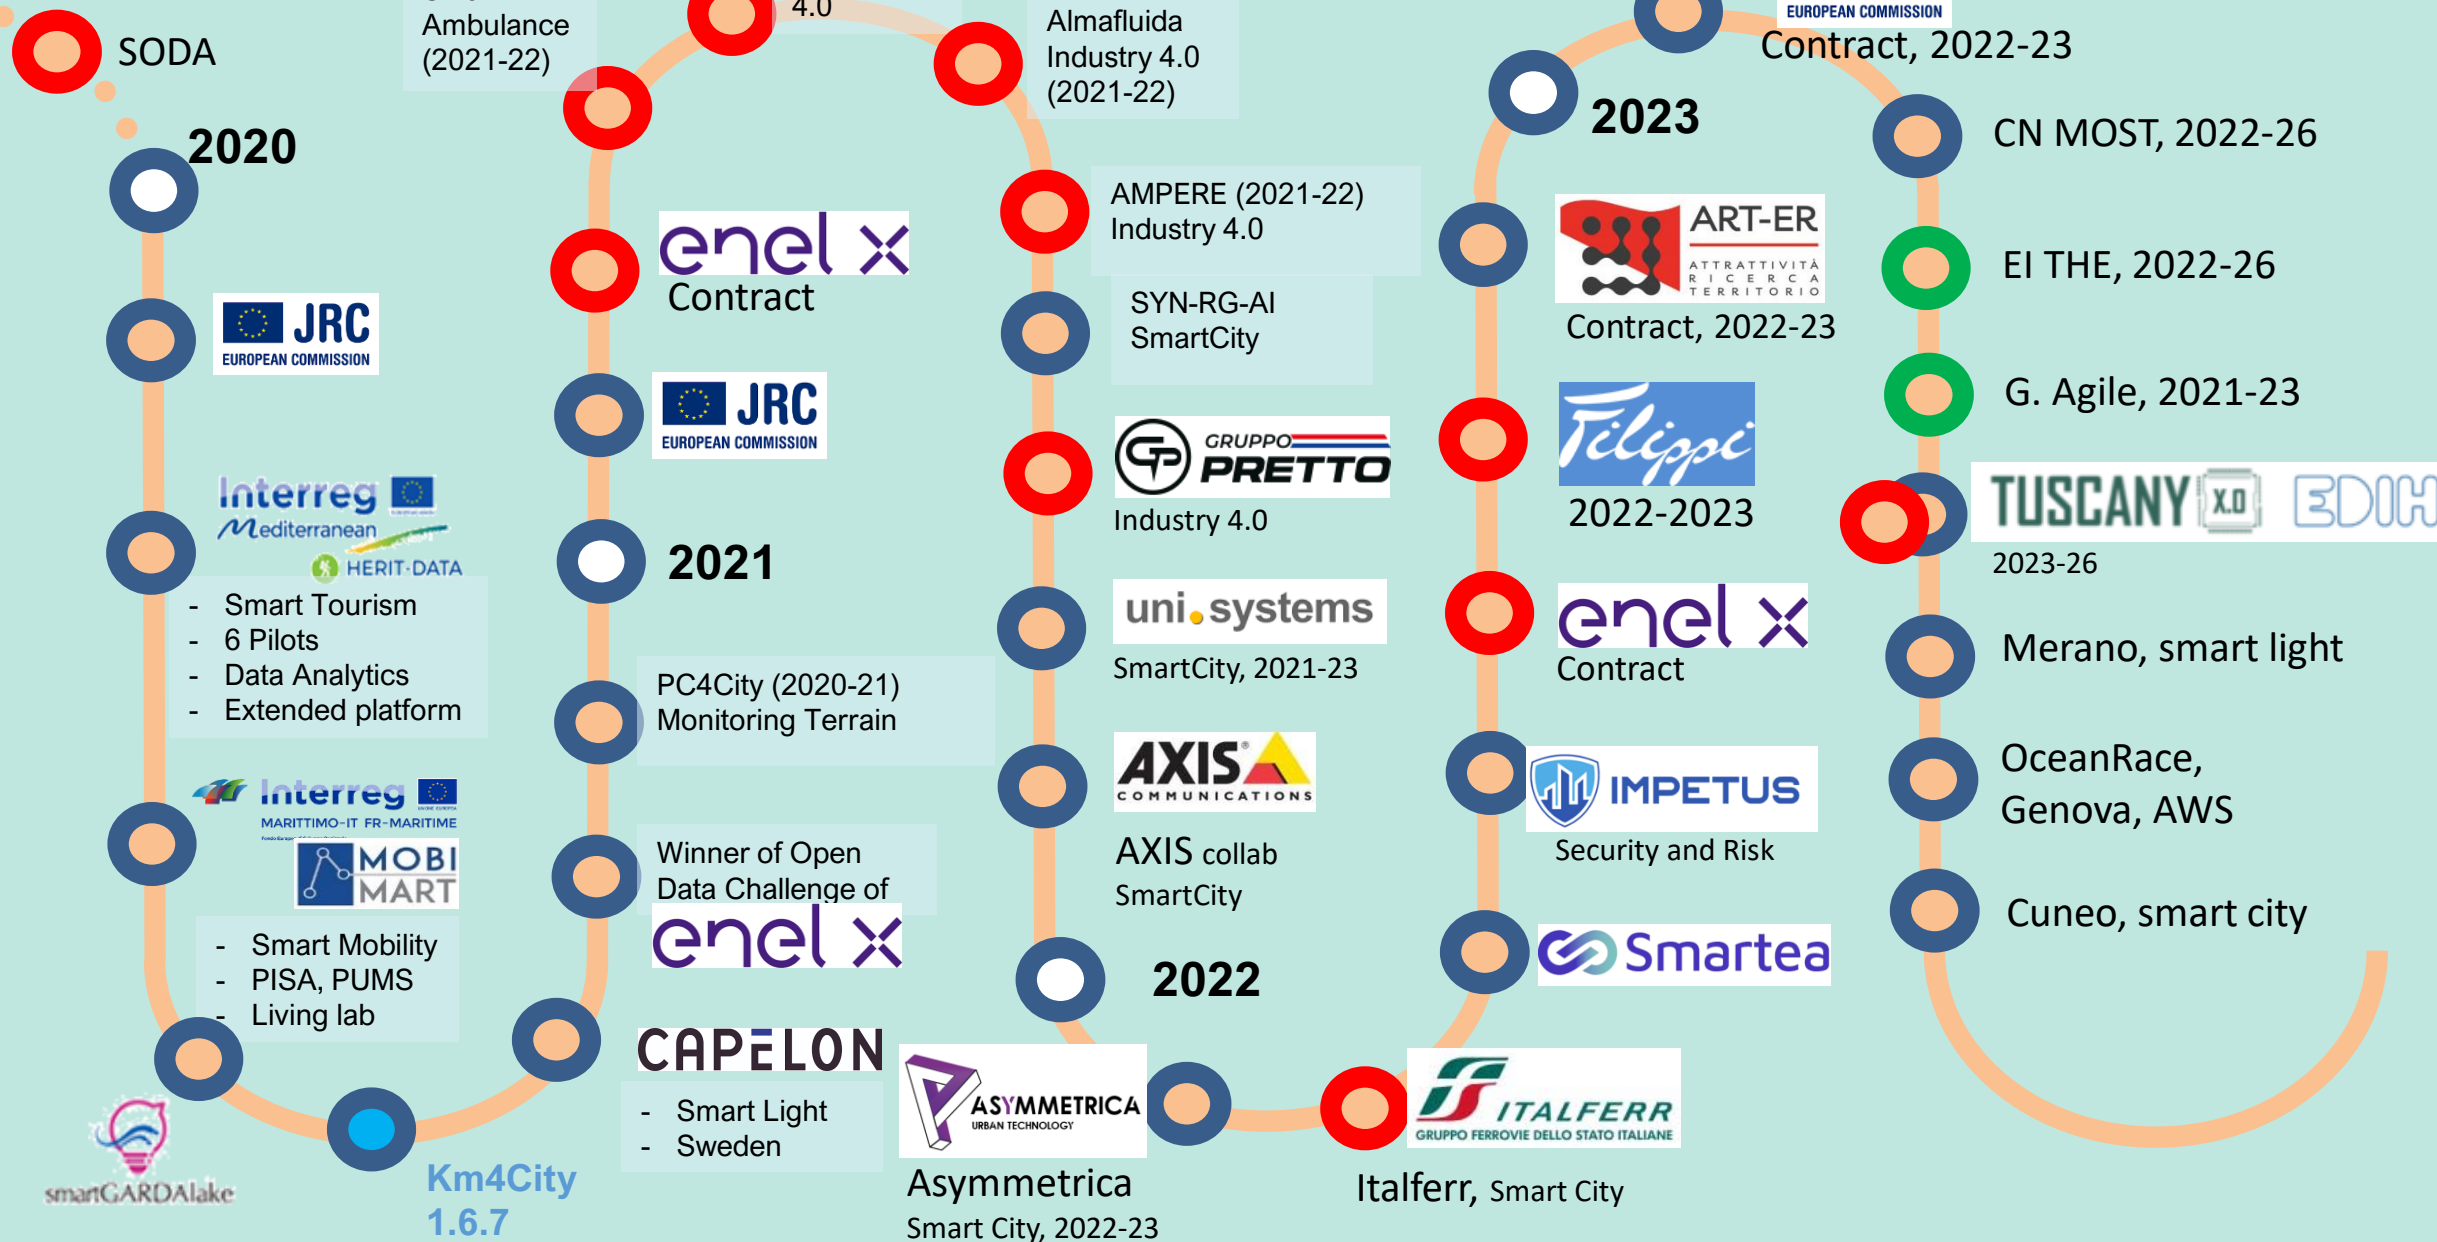 SODA
2020
JRC
EUROPEAN COMMISSION
Interreg
Mediterranean
HERIT-DATA
- Smart Tourism
- 6 Pilots
- Data Analytics
- Extended platform
Interreg
MARITTIMO-IT FR-MARITIME
MOBI
MART
- Smart Mobility
- PISA, PUMS
- Living lab
smartGARDAlake
Km4City
1.6.7
Ambulance
(2021-22)
4.0
enel x
Contract
JRC
EUROPEAN COMMISSION
2021
PC4City (2020-21)
Monitoring Terrain
Winner of Open
Data Challenge of
enel x
CAPELON
- Smart Light
- Sweden
Almafluida
Industry 4.0
(2021-22)
AMPERE (2021-22)
Industry 4.0
SYN-RG-AI
SmartCity
GP
GRUPPO
PRETTO
Industry 4.0
uni.systems
SmartCity, 2021-23
AXIS
COMMUNICATIONS
AXIS collab
SmartCity
2022
ASYMMETRICA
URBAN TECHNOLOGY
Asymmetrica
Smart City, 2022-23
ITALFERR
GRUPPO FERROVIE DELLO STATO ITALIANE
Italferr, Smart City
2023
ART-ER
ATTRATTIVITÀ
RICERCA
TERRITORIO
Contract, 2022-23
Filippi
2022-2023
enel x
Contract
IMPETUS
Security and Risk
Smartea
EUROPEAN COMMISSION
Contract, 2022-23
CN MOST, 2022-26
EI THE, 2022-26
G. Agile, 2021-23
TUSCANY X.0 EDIH
2023-26
Merano, smart light
OceanRace,
Genova, AWS
Cuneo, smart city